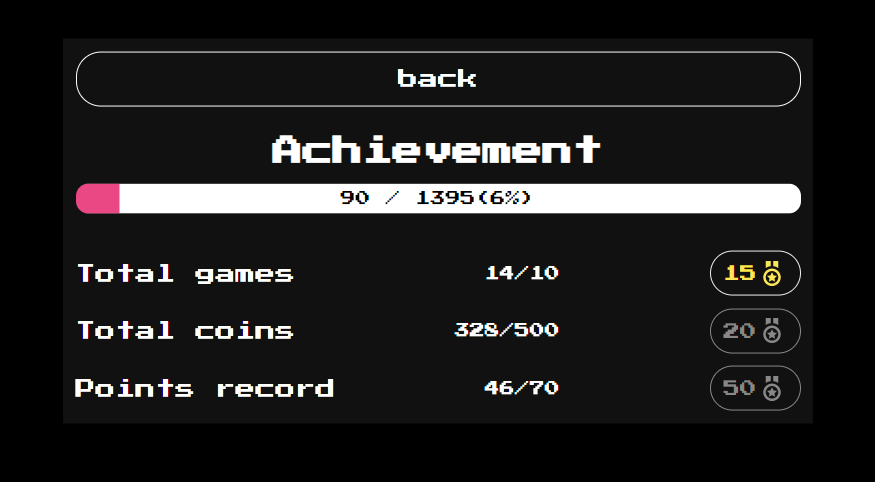 back
Achievement
90 / 1395(6%)
Total games 14/10 15
Total coins 328/500 20
Points record 46/70 50